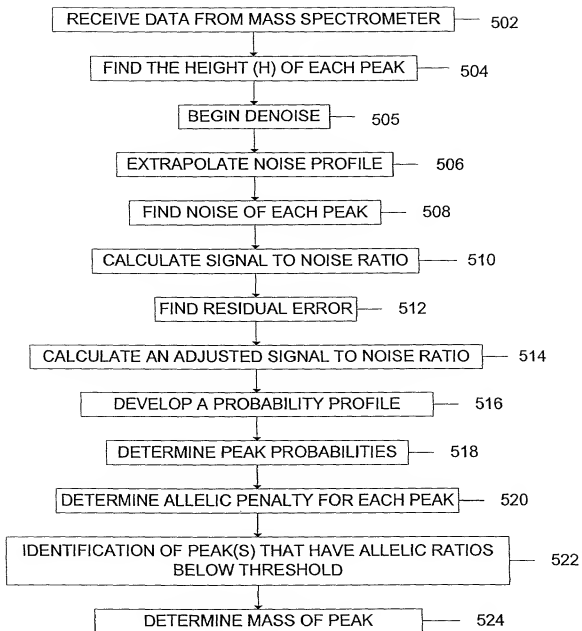 RECEIVE DATA FROM MASS SPECTROMETER 502
FIND THE HEIGHT (H) OF EACH PEAK 504
BEGIN DENOISE 505
EXTRAPOLATE NOISE PROFILE 506
FIND NOISE OF EACH PEAK 508
CALCULATE SIGNAL TO NOISE RATIO 510
FIND RESIDUAL ERROR 512
CALCULATE AN ADJUSTED SIGNAL TO NOISE RATIO 514
DEVELOP A PROBABILITY PROFILE 516
DETERMINE PEAK PROBABILITIES 518
DETERMINE ALLELIC PENALTY FOR EACH PEAK 520
IDENTIFICATION OF PEAK(S) THAT HAVE ALLELIC RATIOS
BELOW THRESHOLD 522
DETERMINE MASS OF PEAK 524